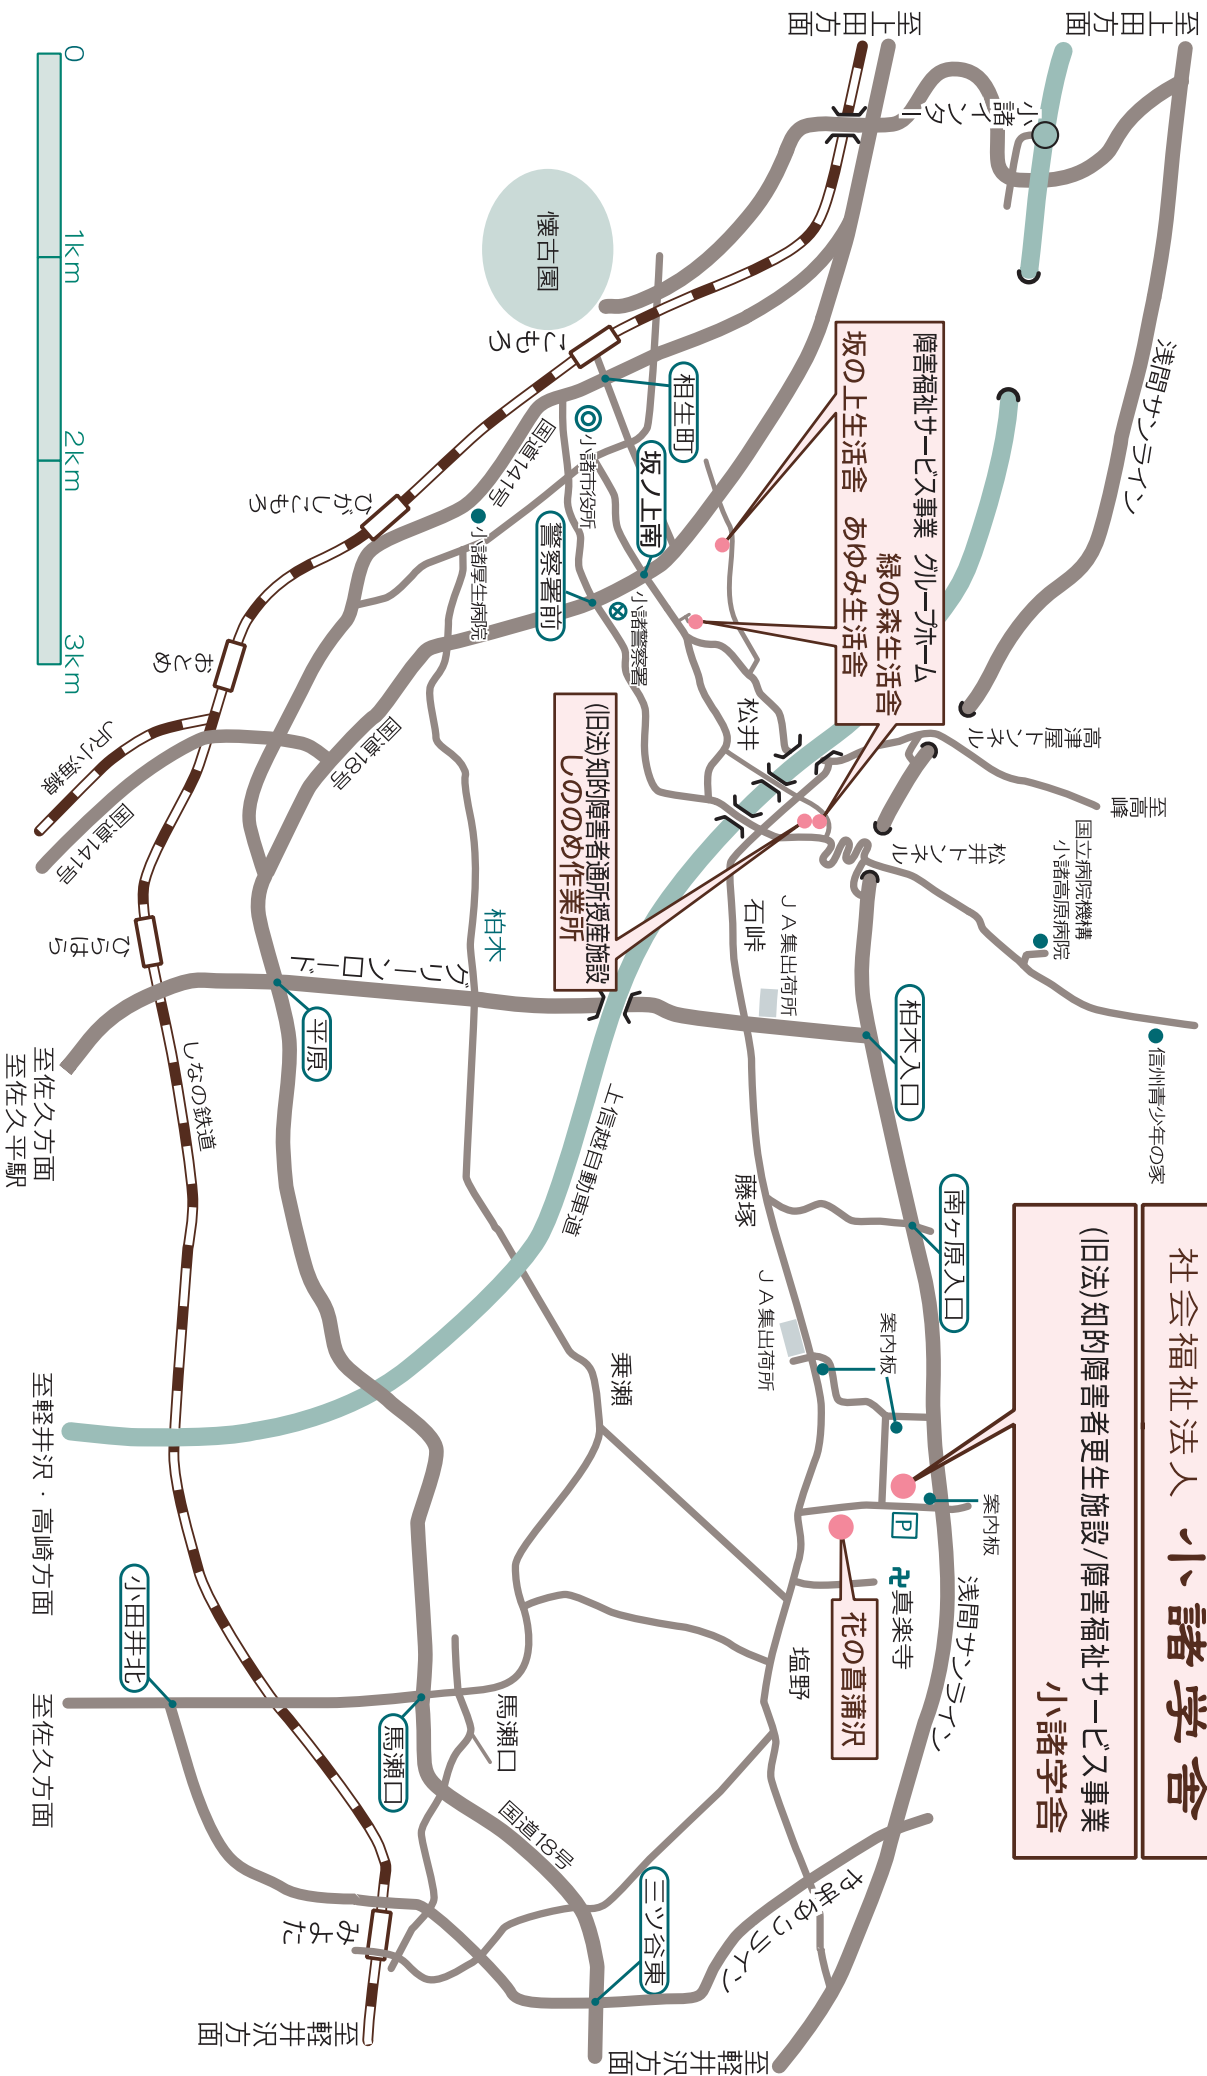 社会福祉法人 小諸学舎
(旧法)知的障害者更生施設/障害福祉サービス事業
小諸学舎
至上田方面
至上田方面
小諸インター
浅間サンライン
障害福祉サービス事業 グループホーム
緑の森生活舎
坂の上生活舎 あゆみ生活舎
懐古園
こもろ
相生町
国道141号
小諸市役所
坂ノ上南
ひがしこもろ
小諸厚生病院
警察署前
小諸警察署
おとめ
JR小海線
国道141号
国道18号
松井
(旧法)知的障害者通所授産施設
しののめ作業所
高津屋トンネル
至高峰
松井トンネル
国立病院機構
小諸高原病院
信州青少年の家
石峠
JA集出荷所
柏木
柏木入口
ひらはら
グリーンロード
平原
しなの鉄道
至佐久方面
至佐久平駅
上信越自動車道
藤塚
南ヶ原入口
JA集出荷所
案内板
案内板
P
真楽寺
花の菖蒲沢
浅間サンライン
乗瀬
塩野
至軽井沢・高崎方面
小田井北
至佐久方面
馬瀬口
馬瀬口
国道18号
三ツ谷東
やまゆりライン
みよた
至軽井沢方面
至軽井沢方面
0
1km
2km
3km